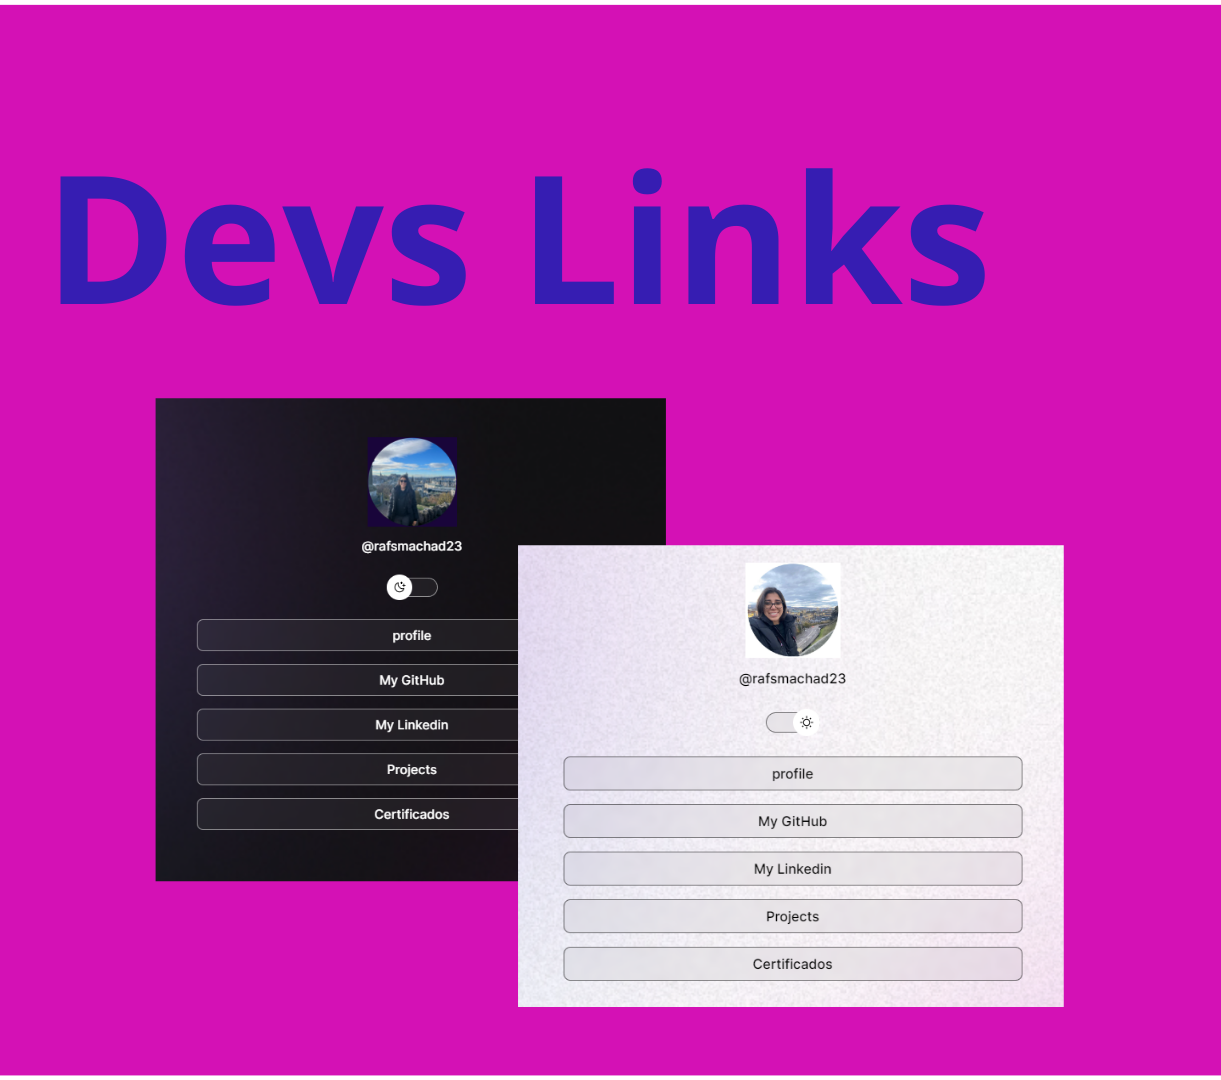 Devs Links
@rafsmachad23
profile
My GitHub
My Linkedin
Projects
Certificados
@rafsmachad23
profile
My GitHub
My Linkedin
Projects
Certificados